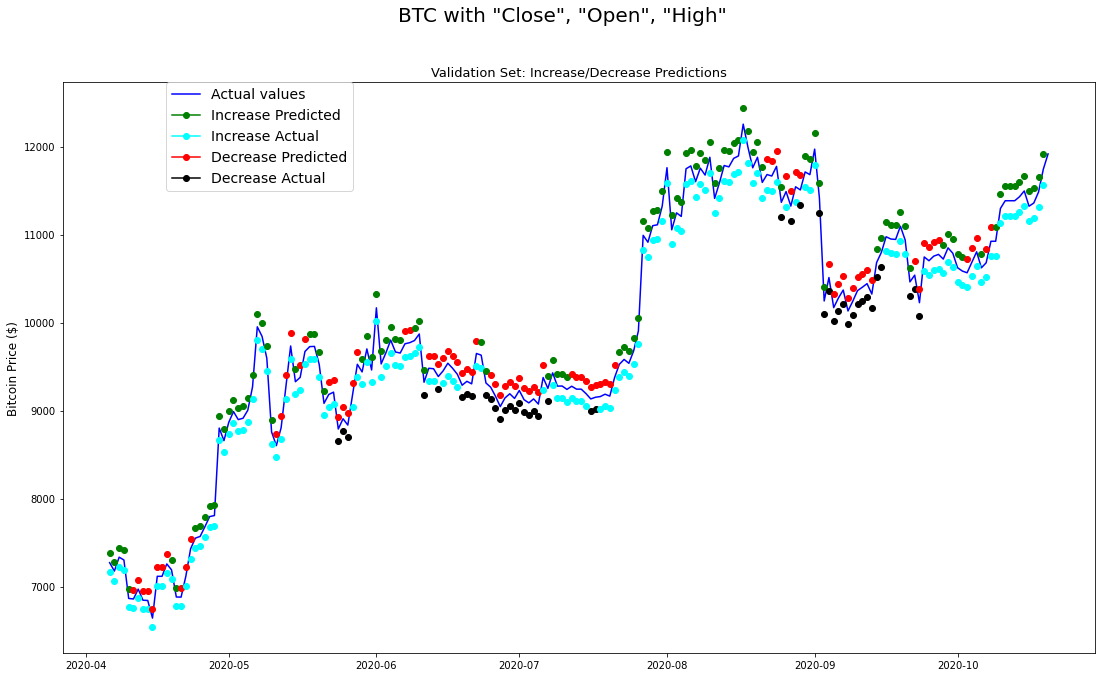 BTC with "Close", "Open", "High"
Validation Set: Increase/Decrease Predictions
Actual values
Increase Predicted
Increase Actual
Decrease Predicted
Decrease Actual
Bitcoin Price ($)
12000
11000
10000
9000
8000
7000
2020-04 2020-05 2020-06 2020-07 2020-08 2020-09 2020-10